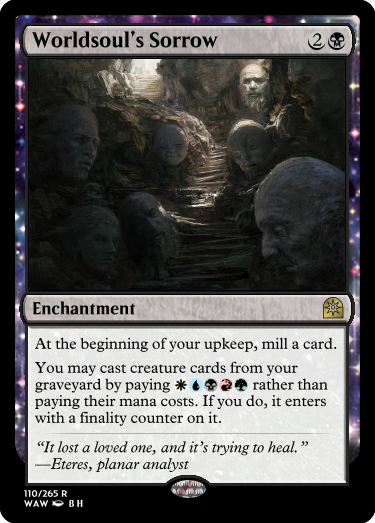 Worldsoul's Sorrow 2
Enchantment
At the beginning of your upkeep, mill a card.
You may cast creature cards from your
graveyard by paying rather than
paying their mana costs. If you do, it enters
with a finality counter on it.
“It lost a loved one, and it's trying to heal.”
—Eteres, planar analyst
110/265 R
WAW BH